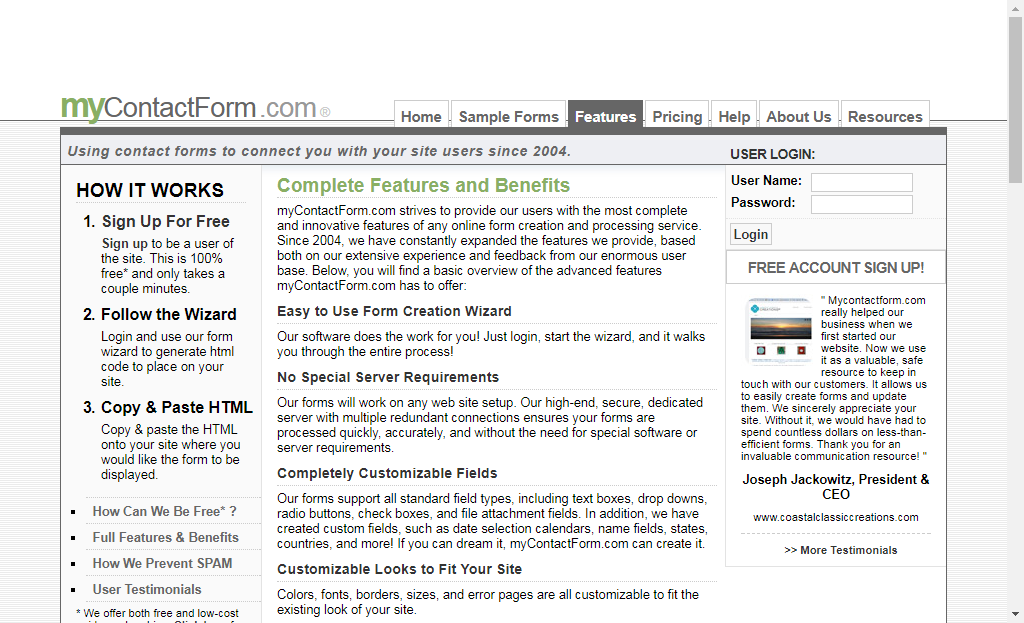 myContactForm.com ®
Home
Sample Forms
Features
Pricing
Help
About Us
Resources
Using contact forms to connect you with your site users since 2004.
USER LOGIN:
HOW IT WORKS
1. Sign Up For Free
Sign up to be a user of
the site. This is 100%
free* and only takes a
couple minutes.
2. Follow the Wizard
Login and use our form
wizard to generate html
code to place on your
site.
3. Copy & Paste HTML
Copy & paste the HTML
onto your site where you
would like the form to be
displayed.
How Can We Be Free* ?
Full Features & Benefits
How We Prevent SPAM
User Testimonials
* We offer both free and low-cost
Complete Features and Benefits
myContactForm.com strives to provide our users with the most complete
and innovative features of any online form creation and processing service.
Since 2004, we have constantly expanded the features we provide, based
both on our extensive experience and feedback from our enormous user
base. Below, you will find a basic overview of the advanced features
myContactForm.com has to offer:
Easy to Use Form Creation Wizard
Our software does the work for you! Just login, start the wizard, and it walks
you through the entire process!
No Special Server Requirements
Our forms will work on any web site setup. Our high-end, secure, dedicated
server with multiple redundant connections ensures your forms are
processed quickly, accurately, and without the need for special software or
server requirements.
Completely Customizable Fields
Our forms support all standard field types, including text boxes, drop downs,
radio buttons, check boxes, and file attachment fields. In addition, we have
created custom fields, such as date selection calendars, name fields, states,
countries, and more! If you can dream it, myContactForm.com can create it.
Customizable Looks to Fit Your Site
Colors, fonts, borders, sizes, and error pages are all customizable to fit the
existing look of your site.
User Name:
Password:
Login
FREE ACCOUNT SIGN UP!
" Mycontactform.com
really helped our
business when we
first started our
website. Now we use
it as a valuable, safe
resource to keep in
touch with our customers. It allows us
to easily create forms and update
them. We sincerely appreciate your
site. Without it, we would have had to
spend countless dollars on less-than-
efficient forms. Thank you for an
invaluable communication resource! "
Joseph Jackowitz, President &
CEO
www.coastalclassiccreations.com
>> More Testimonials